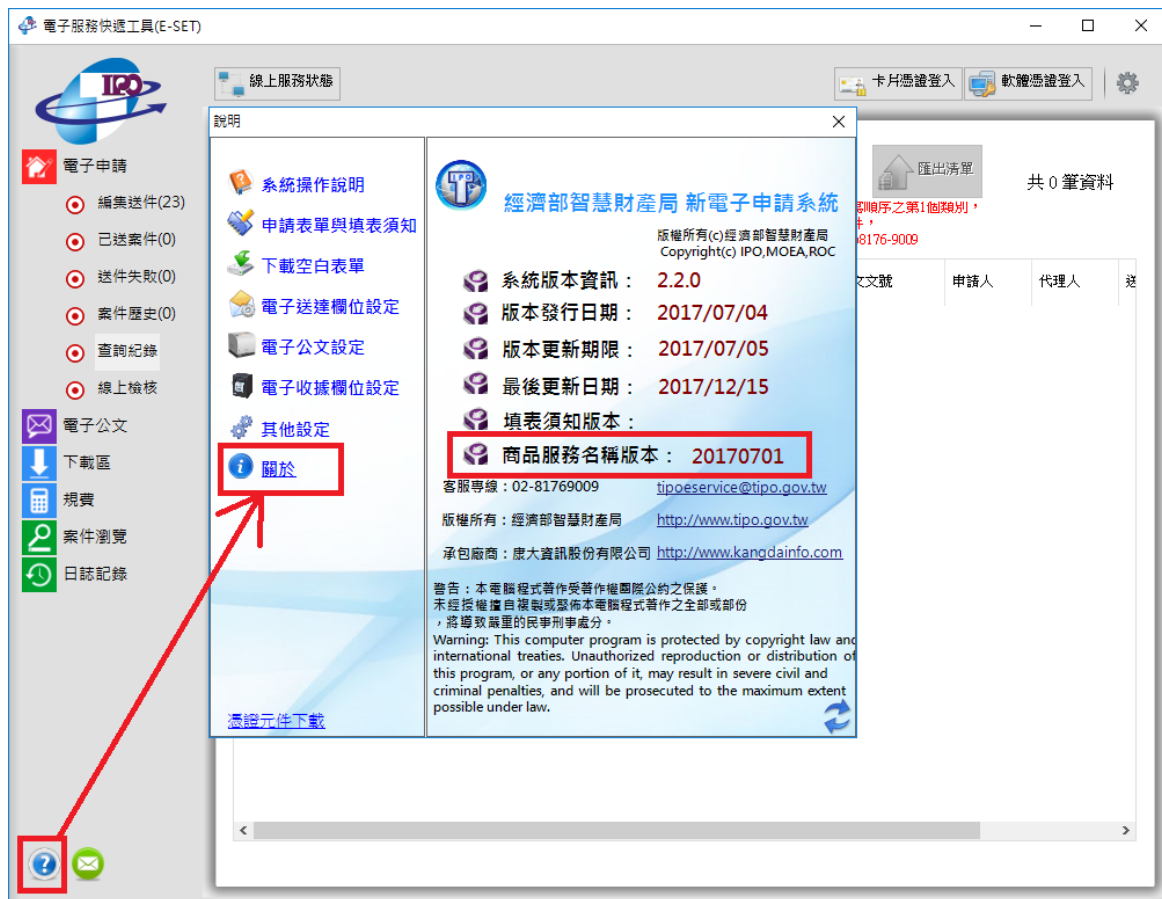 電子服務快遞工具(E-SET)
TIPO
線上服務狀態
卡片憑證登入
軟體憑證登入
電子申請
編集送件(23)
已送案件(0)
送件失敗(0)
案件歷史(0)
查詢紀錄
線上檢核
電子公文
下載區
規費
案件瀏覽
日誌記錄
說明
系統操作說明
申請表單與填表須知
下載空白表單
電子送達欄位設定
電子公文設定
電子收據欄位設定
其他設定
關於
憑證元件下載
經濟部智慧財產局 新電子申請系統
版權所有(c)經濟部智慧財產局
Copyright(c) IPO,MOEA,ROC
系統版本資訊： 2.2.0
版本發行日期： 2017/07/04
版本更新期限： 2017/07/05
最後更新日期： 2017/12/15
填表須知版本：
商品服務名稱版本： 20170701
客服專線：02-81769009 tipoeservice@tipo.gov.tw
版權所有：經濟部智慧財產局 http://www.tipo.gov.tw
承包廠商：康大資訊股份有限公司 http://www.kangdainfo.com
警告：本電腦程式著作受著作權國際公約之保護。
未經授權擅自複製或聚佈本電腦程式著作之全部或部份
，將導致嚴重的民事刑事處分。
Warning: This computer program is protected by copyright law and
international treaties. Unauthorized reproduction or distribution of
this program, or any portion of it, may result in severe civil and
criminal penalties, and will be prosecuted to the maximum extent
possible under law.
匯出清單
共 0 筆資料
順序之第1個類別，
件，
8176-9009
文文號 申請人 代理人 送